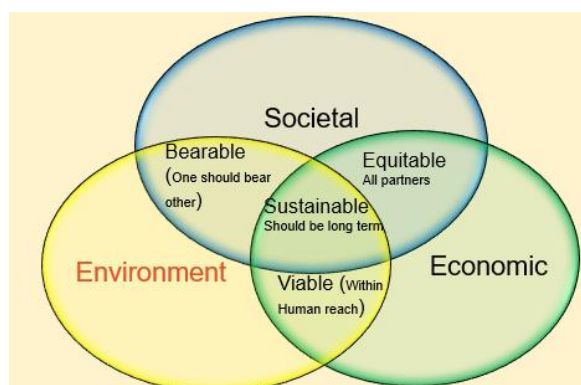 Societal
Bearable
(One should bear
other)
Equitable
All partners
Sustainable
Should be long term
Environment
Economic
Viable (Within
Human reach)